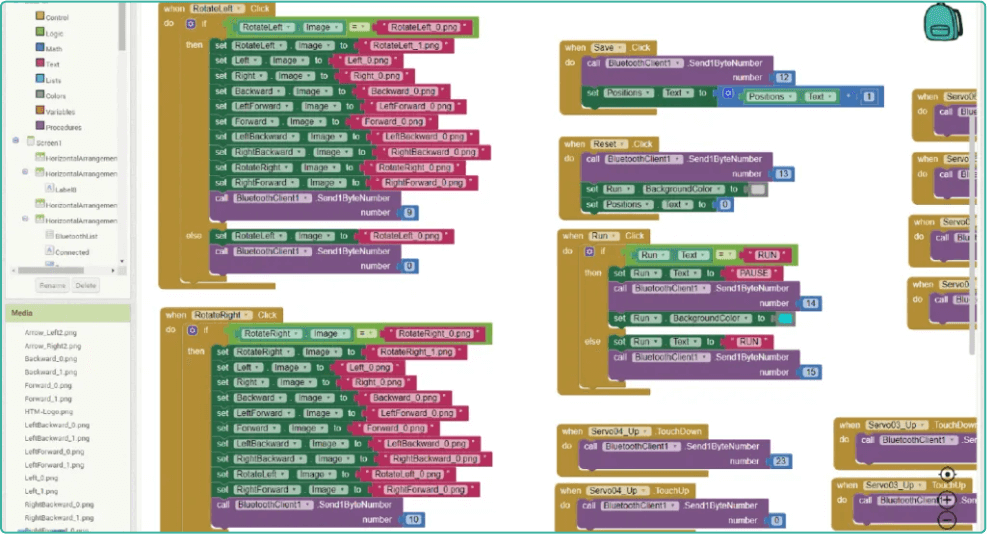 Control
Logic
Math
Text
Lists
Colors
Variables
Procedures
Screen1
HorizontalArrangemen
HorizontalArrangemen
Label8
HorizontalArrangemen
HorizontalArrangemen
BluetoothList
Connected
Rename Delete
Media
Arrow_Left2.png
Arrow_Right2.png
Backward_0.png
Backward_1.png
Forward_0.png
Forward_1.png
HTM-Logo.png
LeftBackward_0.png
LeftBackward_1.png
LeftForward_0.png
LeftForward_1.png
Left_0.png
Left_1.png
RightBackward_0.png
RightBackward_1.png
RightForward_0.png
when RotateLeft .Click
do if RotateLeft . Image = " RotateLeft_0.png "
then set RotateLeft . Image to " RotateLeft_1.png "
set Left . Image to " Left_0.png "
set Right . Image to " Right_0.png "
set Backward . Image to " Backward_0.png "
set LeftForward . Image to " LeftForward_0.png "
set Forward . Image to " Forward_0.png "
set LeftBackward . Image to " LeftBackward_0.png "
set RightBackward . Image to " RightBackward_0.png "
set RotateRight . Image to " RotateRight_0.png "
set RightForward . Image to " RightForward_0.png "
call BluetoothClient1 .Send1ByteNumber
number 9
else set RotateLeft . Image to " RotateLeft_0.png "
call BluetoothClient1 .Send1ByteNumber
number 0
when RotateRight .Click
do if RotateRight . Image = " RotateRight_0.png "
then set RotateRight . Image to " RotateRight_1.png "
set Left . Image to " Left_0.png "
set Right . Image to " Right_0.png "
set Backward . Image to " Backward_0.png "
set LeftForward . Image to " LeftForward_0.png "
set Forward . Image to " Forward_0.png "
set LeftBackward . Image to " LeftBackward_0.png "
set RightBackward . Image to " RightBackward_0.png "
set RotateLeft . Image to " RotateLeft_0.png "
set RightForward . Image to " RightForward_0.png "
call BluetoothClient1 .Send1ByteNumber
number 10
when Save .Click
do call BluetoothClient1 .Send1ByteNumber
number 12
set Positions . Text to Positions . Text + 1
when Reset .Click
do call BluetoothClient1 .Send1ByteNumber
number 13
set Run . BackgroundColor to
set Positions . Text to 0
when Run .Click
do if Run . Text = " RUN "
then set Run . Text to " PAUSE "
call BluetoothClient1 .Send1ByteNumber
number 14
set Run . BackgroundColor to
else set Run . Text to " RUN "
call BluetoothClient1 .Send1ByteNumber
number 15
when Servo04_Up .TouchDown
do call BluetoothClient1 .Send1ByteNumber
number 23
when Servo04_Up .TouchUp
do call BluetoothClient1 .Send1ByteNumber
number 0
when Servo0
do call Blue
when Servo
do call Blue
when Servo0
do call Blue
when Servo0
do call Blue
when Servo03_Up .TouchDown
do call BluetoothClient1 .Se
when Servo03_Up .TouchUp
do call BluetoothClient1 .Sen